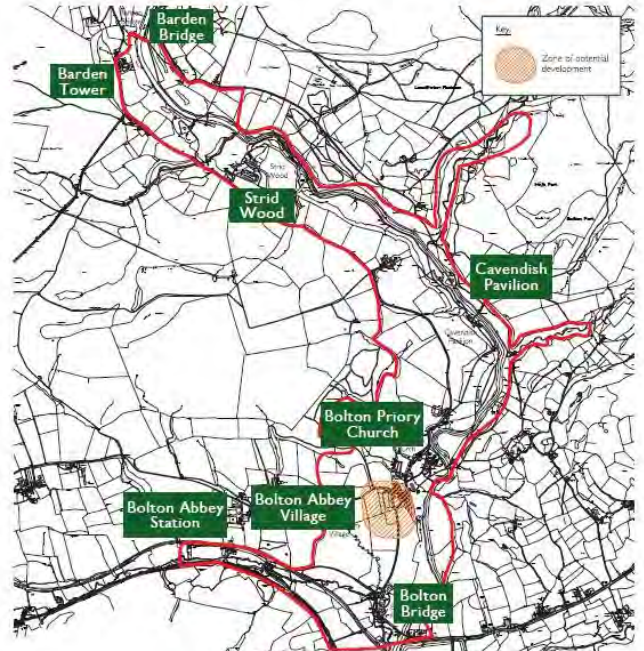 Barden
Bridge
Key:
Zone of potential
development
Barden
Tower
Strid
Wood
Strid
Wood
Cavendish
Pavilion
Cavendish
Pavilion
Bolton Priory
Church
Bolton Abbey
Station
Bolton Abbey
Village
Village
Bolton
Bridge